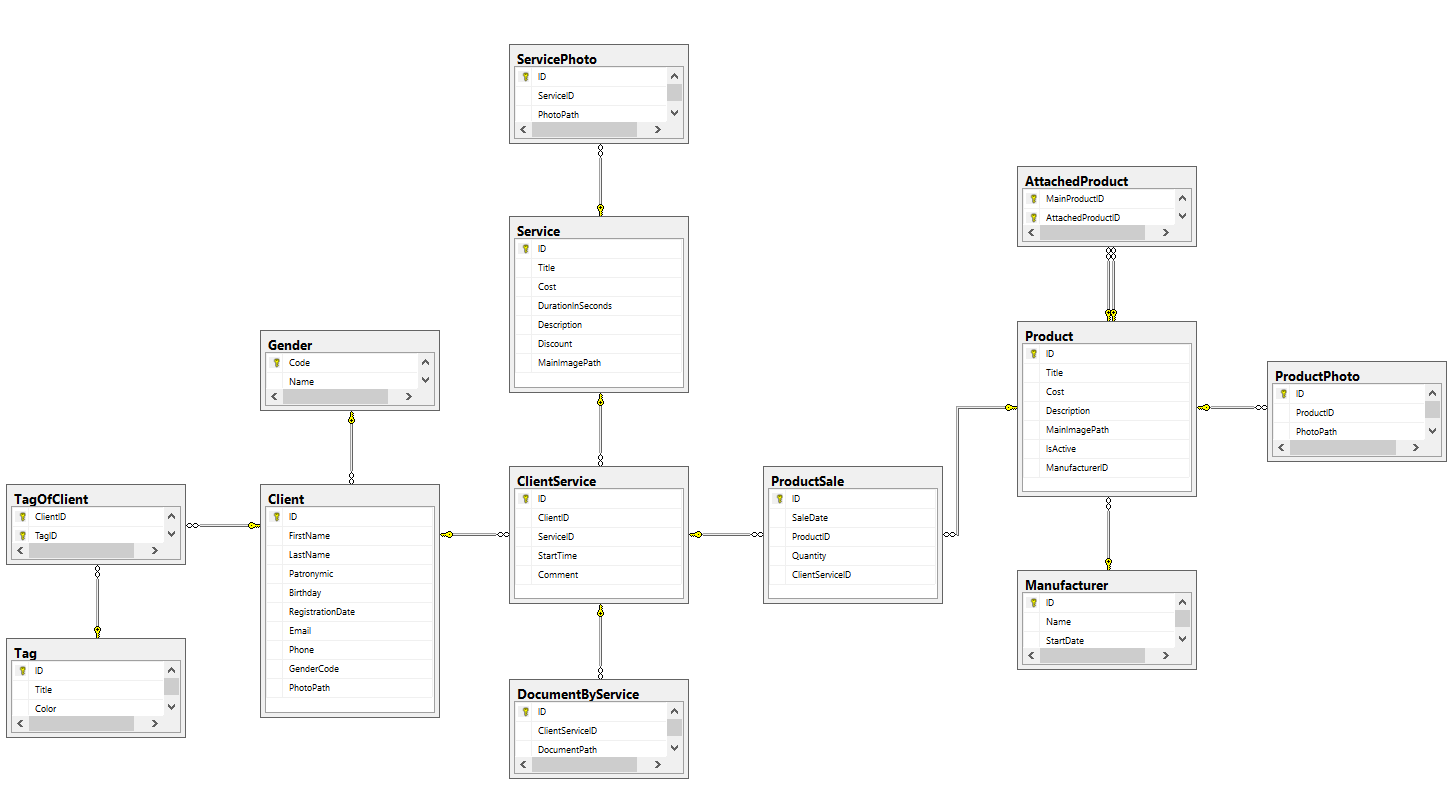 ServicePhoto
ID
ServiceID
PhotoPath
Service
ID
Title
Cost
DurationInSeconds
Description
Discount
MainImagePath
Gender
Code
Name
TagOfClient
ClientID
TagID
Tag
ID
Title
Color
Client
ID
FirstName
LastName
Patronymic
Birthday
RegistrationDate
Email
Phone
GenderCode
PhotoPath
ClientService
ID
ClientID
ServiceID
StartTime
Comment
DocumentByService
ID
ClientServiceID
DocumentPath
ProductSale
ID
SaleDate
ProductID
Quantity
ClientServiceID
AttachedProduct
MainProductID
AttachedProductID
Product
ID
Title
Cost
Description
MainImagePath
IsActive
ManufacturerID
ProductPhoto
ID
ProductID
PhotoPath
Manufacturer
ID
Name
StartDate